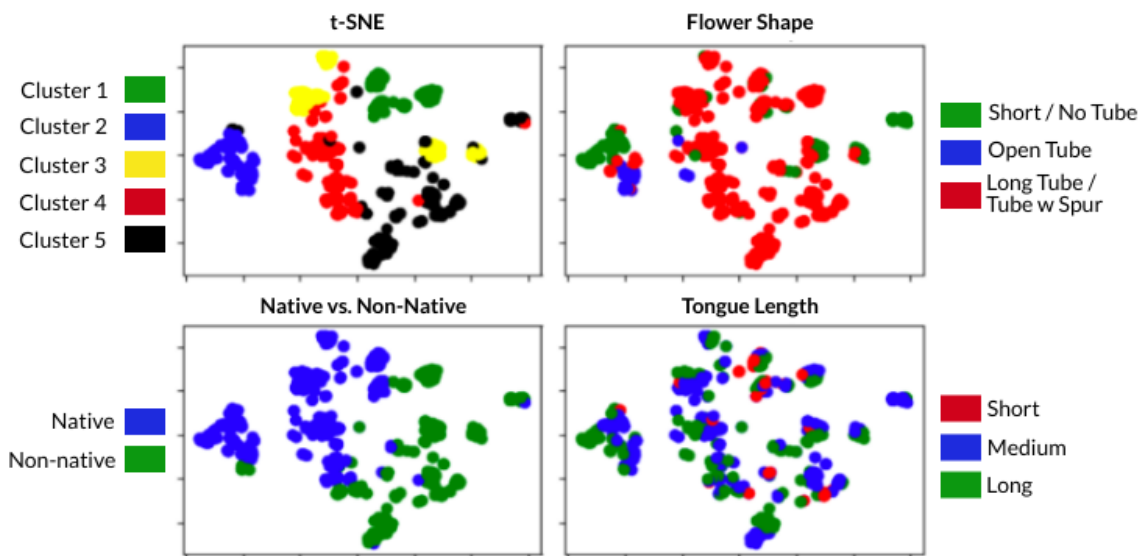 t-SNE
Flower Shape
Cluster 1
Cluster 2
Cluster 3
Cluster 4
Cluster 5
Short / No Tube
Open Tube
Long Tube /
Tube w Spur
Native vs. Non-Native
Tongue Length
Native
Non-native
Short
Medium
Long